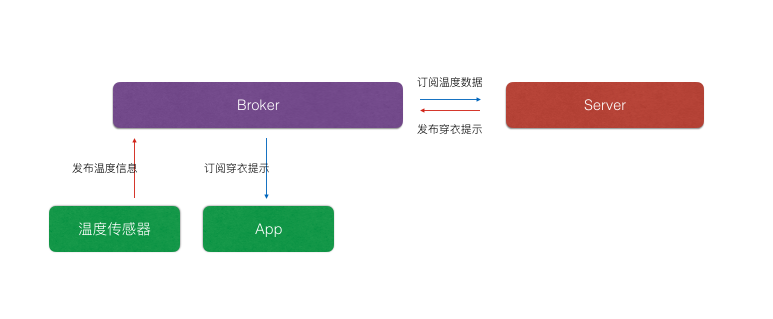 订阅温度数据
Broker
Server
发布穿衣提示
发布温度信息
订阅穿衣提示
温度传感器
App